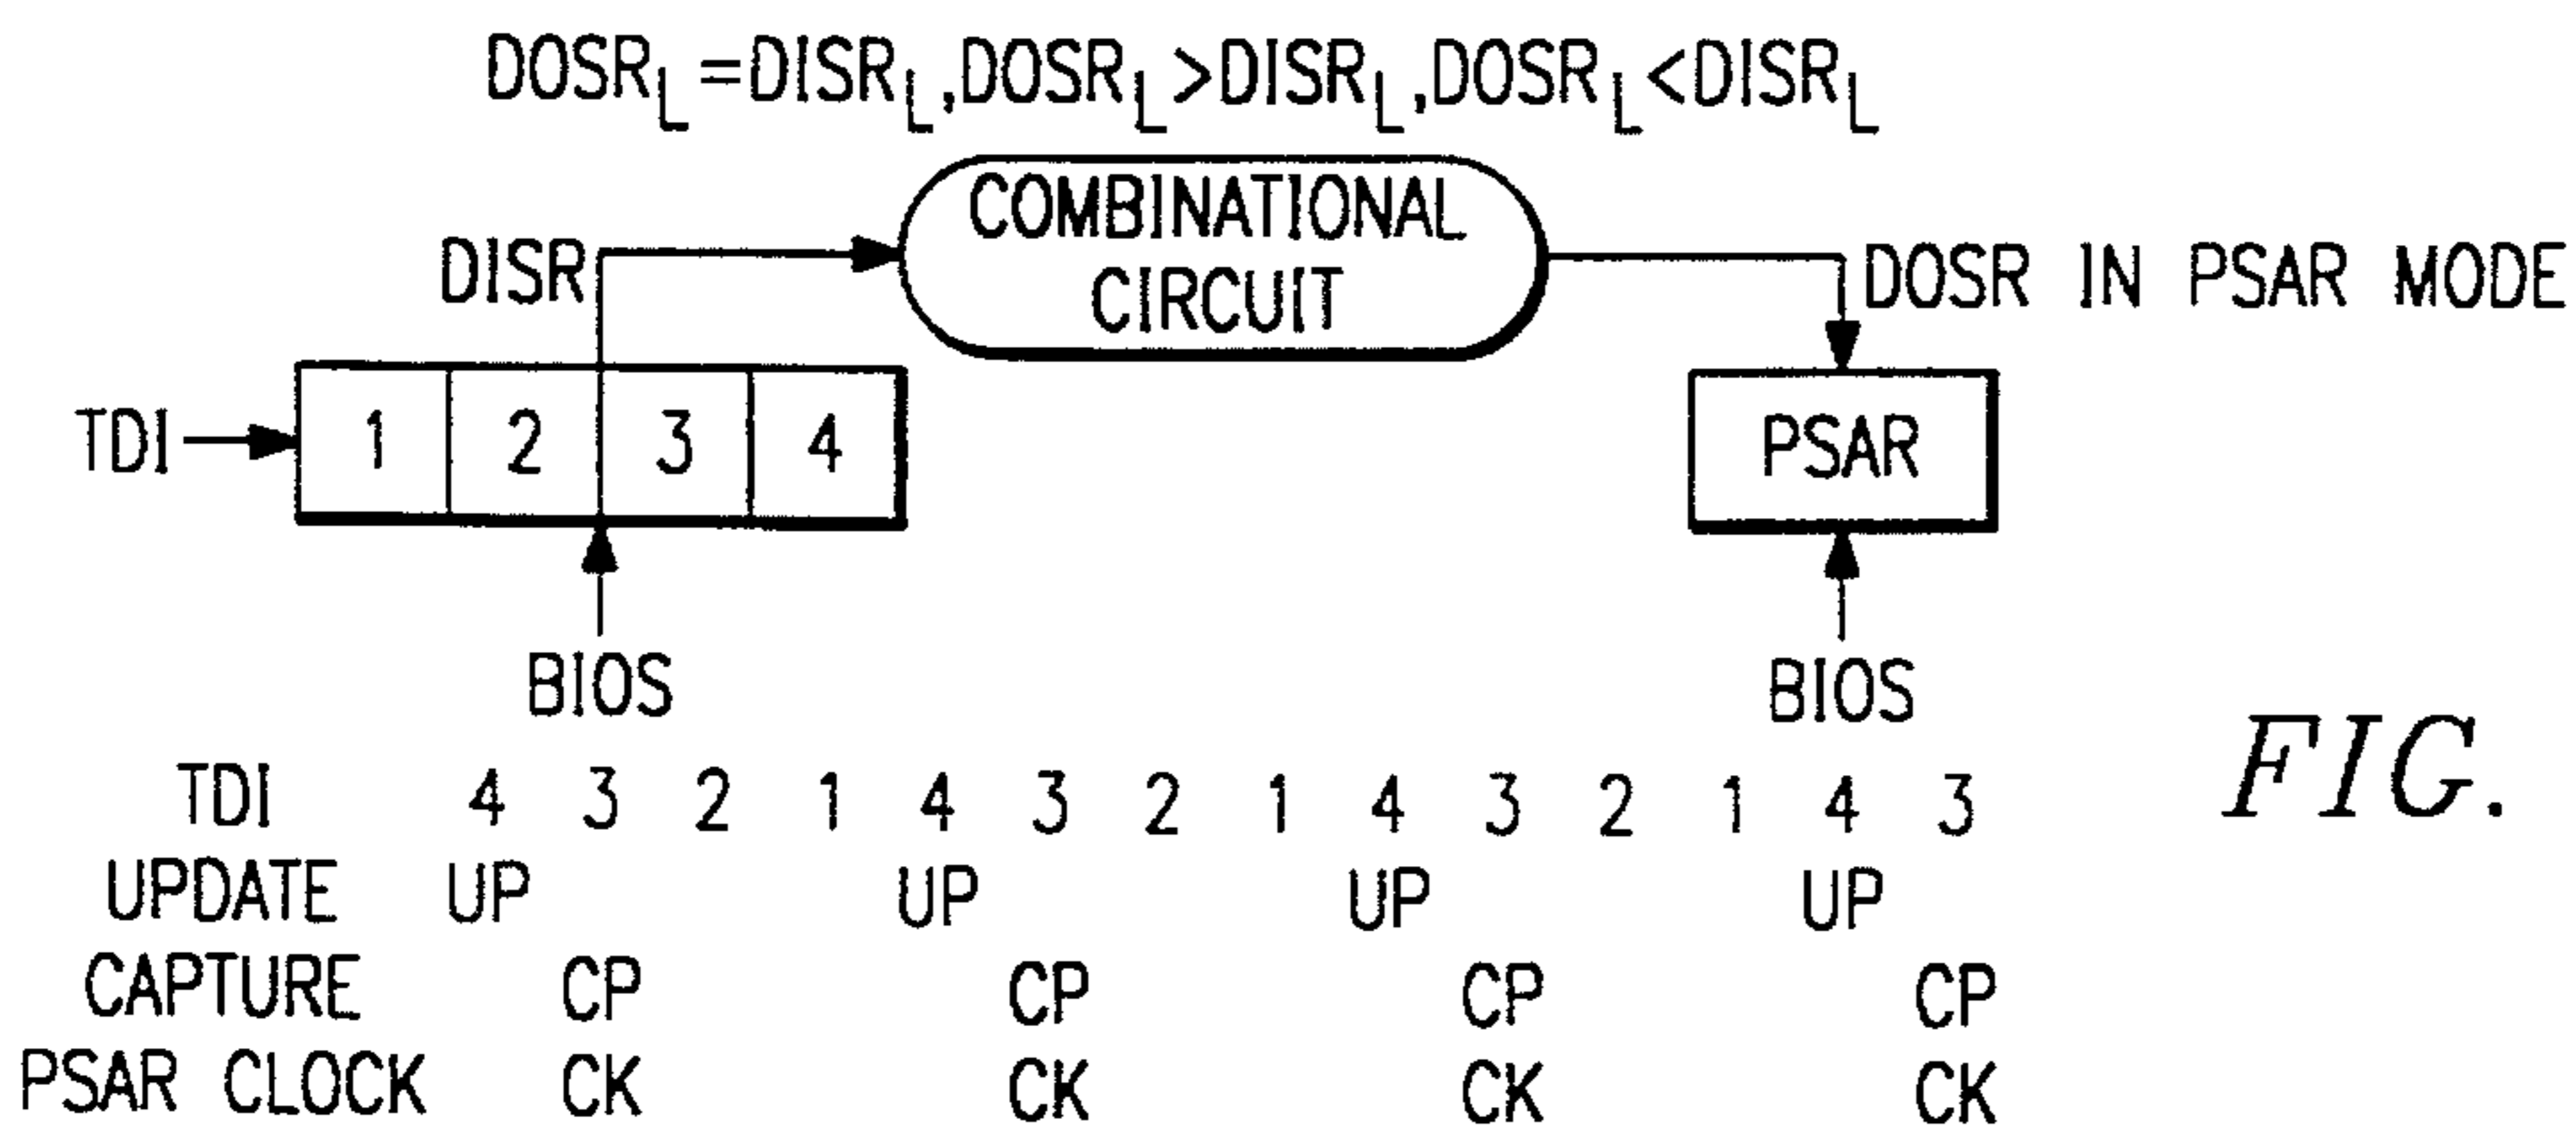 DOSR_L=DISR_L,DOSR_L>DISR_L,DOSR_L<DISR_L
COMBINATIONAL
CIRCUIT
DISR
DOSR IN PSAR MODE
TDI
1 2 3 4
PSAR
BIOS
BIOS
FIG.
TDI 4 3 2 1 4 3 2 1 4 3 2 1 4 3
UPDATE UP UP UP UP
CAPTURE CP CP CP CP
PSAR CLOCK CK CK CK CK